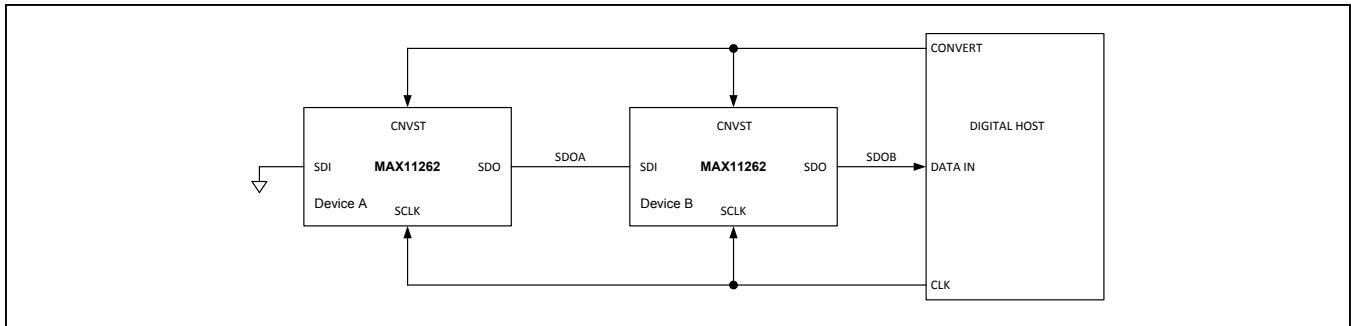 CONVERT
CNVST
CNVST
DIGITAL HOST
SDI
MAX11262
SDO
SDOA
SDI
MAX11262
SDO
SDOB
DATA IN
Device A
SCLK
Device B
SCLK
CLK